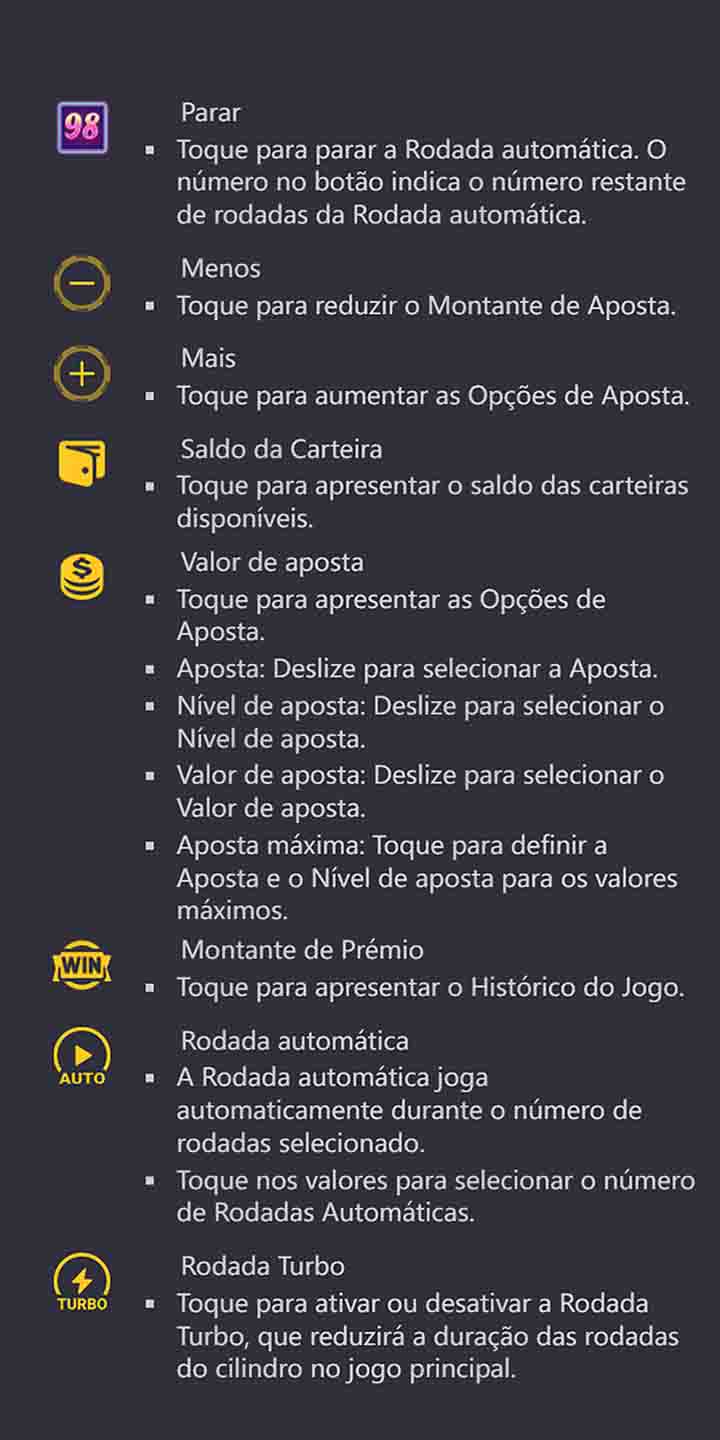 98
Parar
▪ Toque para parar a Rodada automática. O
número no botão indica o número restante
de rodadas da Rodada automática.
Menos
▪ Toque para reduzir o Montante de Aposta.
Mais
▪ Toque para aumentar as Opções de Aposta.
Saldo da Carteira
▪ Toque para apresentar o saldo das carteiras
disponíveis.
$
Valor de aposta
▪ Toque para apresentar as Opções de
Aposta.
▪ Aposta: Deslize para selecionar a Aposta.
▪ Nível de aposta: Deslize para selecionar o
Nível de aposta.
▪ Valor de aposta: Deslize para selecionar o
Valor de aposta.
▪ Aposta máxima: Toque para definir a
Aposta e o Nível de aposta para os valores
máximos.
WIN
Montante de Prémio
▪ Toque para apresentar o Histórico do Jogo.
AUTO
Rodada automática
▪ A Rodada automática joga
automaticamente durante o número de
rodadas selecionado.
▪ Toque nos valores para selecionar o número
de Rodadas Automáticas.
TURBO
Rodada Turbo
▪ Toque para ativar ou desativar a Rodada
Turbo, que reduzirá a duração das rodadas
do cilindro no jogo principal.